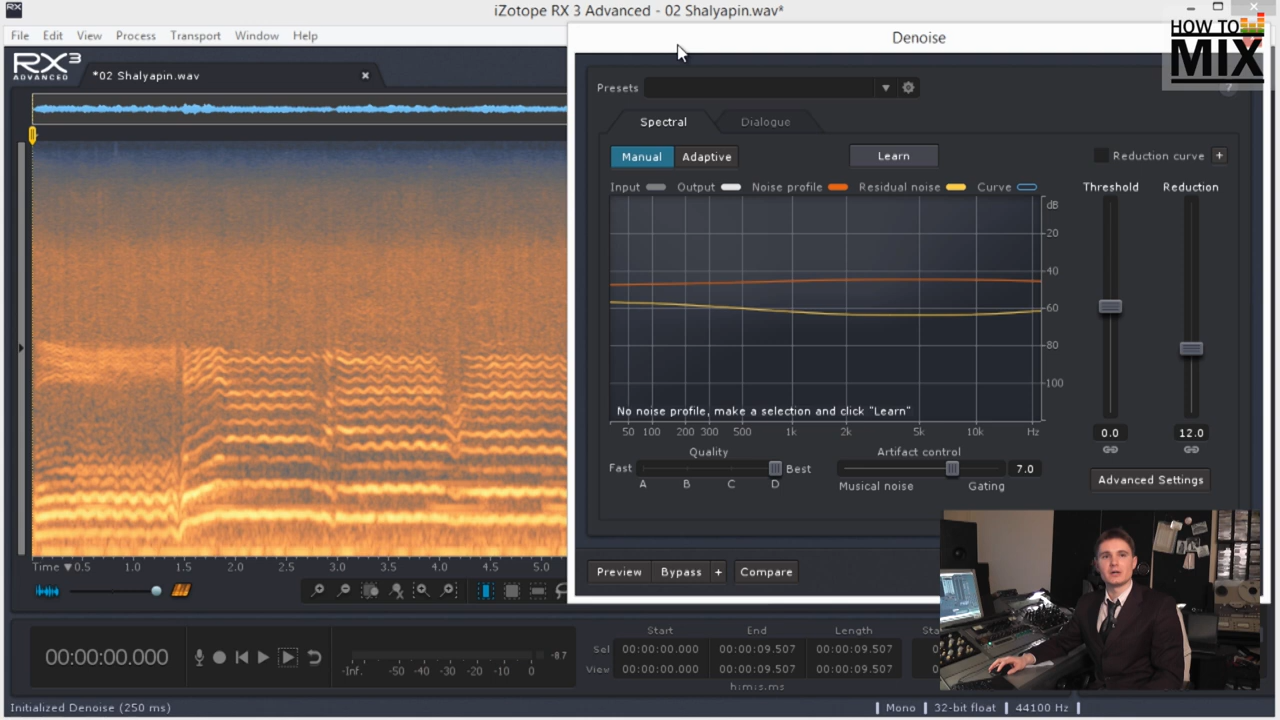 iZotope RX 3 Advanced - 02 Shalyapin.wav*
File Edit View Process Transport Window Help
RX3 ADVANCED
*02 Shalyapin.wav x
HOW TO MIX
Denoise
Presets
?
Spectral Dialogue
Manual Adaptive Learn Reduction curve +
Input Output Noise profile Residual noise Curve Threshold Reduction
dB
20
40
60
80
100
No noise profile, make a selection and click "Learn"
50 100 200 300 500 1k 2k 5k 10k Hz
0.0 12.0
Quality Artifact control
Fast Best 7.0
A B C D Musical noise Gating
Advanced Settings
Time 0.5 1.0 1.5 2.0 2.5 3.0 3.5 4.0 4.5 5.0
Preview Bypass + Compare
Start End Length Sta
00:00:00.000
Sel 00:00:00.000 00:00:09.507 00:00:09.507 0
View 00:00:00.000 00:00:09.507 00:00:09.507 0
-Inf. -50 -40 -30 -20 -10 0 -8.7
h:m:s.ms
Initialized Denoise (250 ms) Mono 32-bit float 44100 Hz